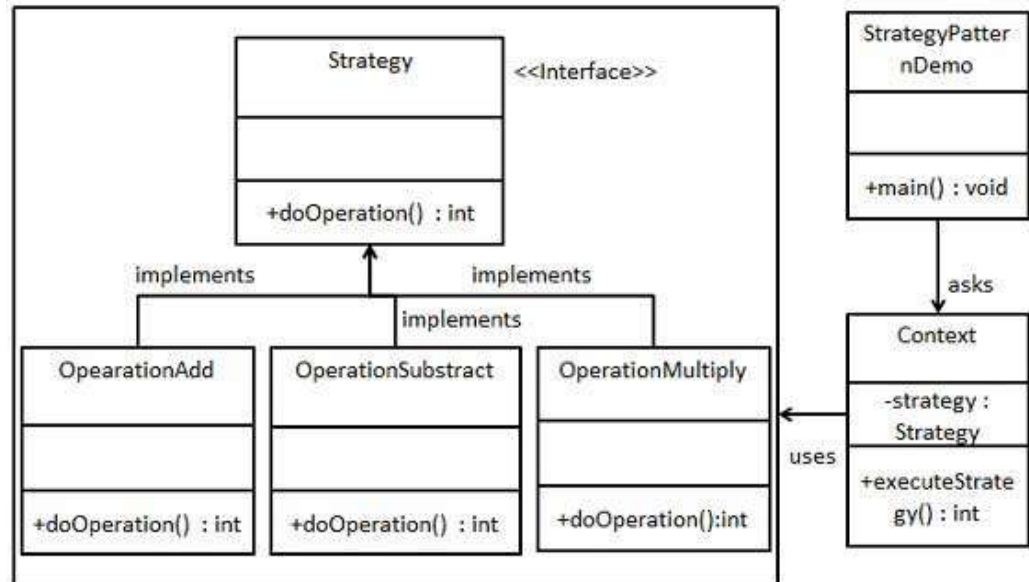 Strategy
<<Interface>>
+doOperation() : int
implements
implements
implements
OpearationAdd
+doOperation() : int
OperationSubstract
+doOperation() : int
OperationMultiply
+doOperation():int
StrategyPatter
nDemo
+main() : void
asks
Context
-strategy :
Strategy
+executeStrate
gy() : int
uses